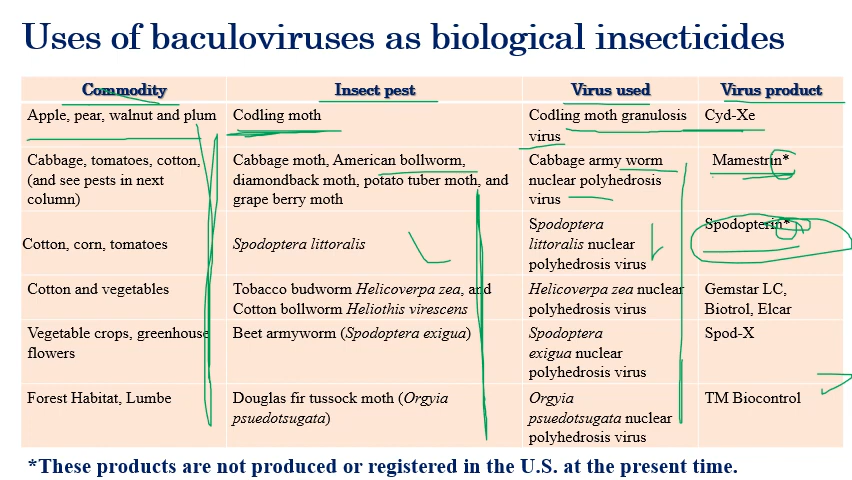 Uses of baculoviruses as biological insecticides
Commodity Insect pest Virus used Virus product
Apple, pear, walnut and plum Codling moth Codling moth granulosis Cyd-Xe
virus
Cabbage, tomatoes, cotton, Cabbage moth, American bollworm, Cabbage army worm Mamestrin*
(and see pests in next diamondback moth, potato tuber moth, and nuclear polyhedrosis
column) grape berry moth virus
Spodoptera Spodopterin*
Cotton, corn, tomatoes Spodoptera littoralis littoralis nuclear
polyhedrosis virus
Cotton and vegetables Tobacco budworm Helicoverpa zea, and Helicoverpa zea nuclear Gemstar LC,
Cotton bollworm Heliothis virescens polyhedrosis virus Biotrol, Elcar
Vegetable crops, greenhouse Beet armyworm (Spodoptera exigua) Spodoptera Spod-X
flowers exigua nuclear
polyhedrosis virus
Forest Habitat, Lumbe Douglas fir tussock moth (Orgyia Orgyia TM Biocontrol
psuedotsugata) psuedotsugata nuclear
polyhedrosis virus
*These products are not produced or registered in the U.S. at the present time.